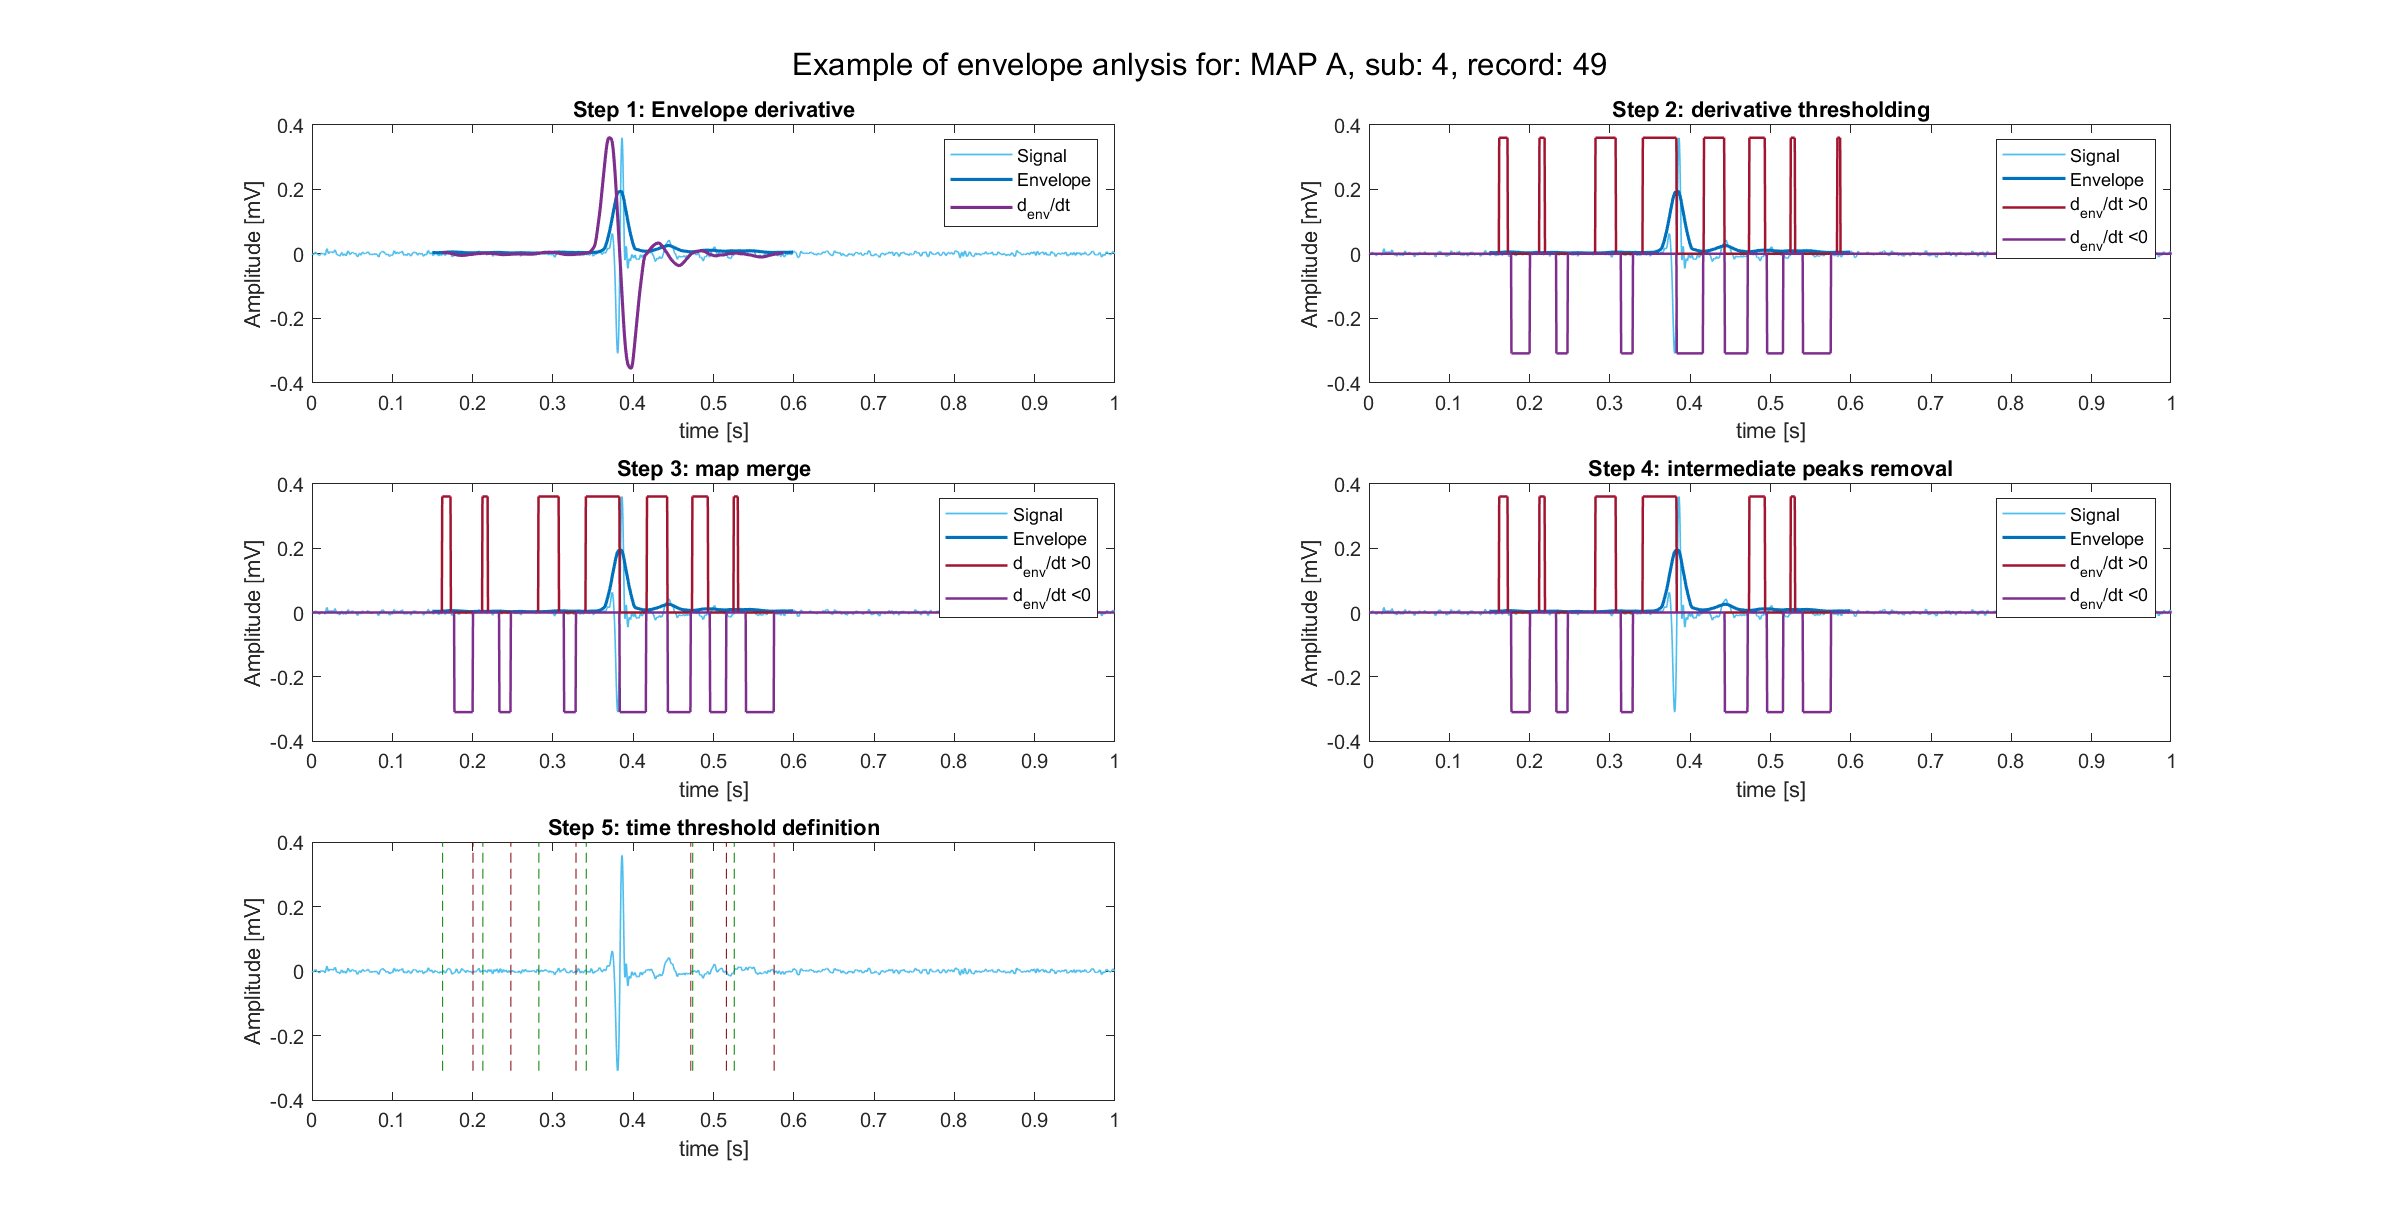 Example of envelope anlysis for: MAP A, sub: 4, record: 49
Step 1: Envelope derivative
Amplitude [mV]
0.4
0.2
0
-0.2
-0.4
0 0.1 0.2 0.3 0.4 0.5 0.6 0.7 0.8 0.9 1
time [s]
Signal
Envelope
d_env/dt
Step 2: derivative thresholding
Amplitude [mV]
0.4
0.2
0
-0.2
-0.4
0 0.1 0.2 0.3 0.4 0.5 0.6 0.7 0.8 0.9 1
time [s]
Signal
Envelope
d_env/dt >0
d_env/dt <0
Step 3: map merge
Amplitude [mV]
0.4
0.2
0
-0.2
-0.4
0 0.1 0.2 0.3 0.4 0.5 0.6 0.7 0.8 0.9 1
time [s]
Signal
Envelope
d_env/dt >0
d_env/dt <0
Step 4: intermediate peaks removal
Amplitude [mV]
0.4
0.2
0
-0.2
-0.4
0 0.1 0.2 0.3 0.4 0.5 0.6 0.7 0.8 0.9 1
time [s]
Signal
Envelope
d_env/dt >0
d_env/dt <0
Step 5: time threshold definition
Amplitude [mV]
0.4
0.2
0
-0.2
-0.4
0 0.1 0.2 0.3 0.4 0.5 0.6 0.7 0.8 0.9 1
time [s]